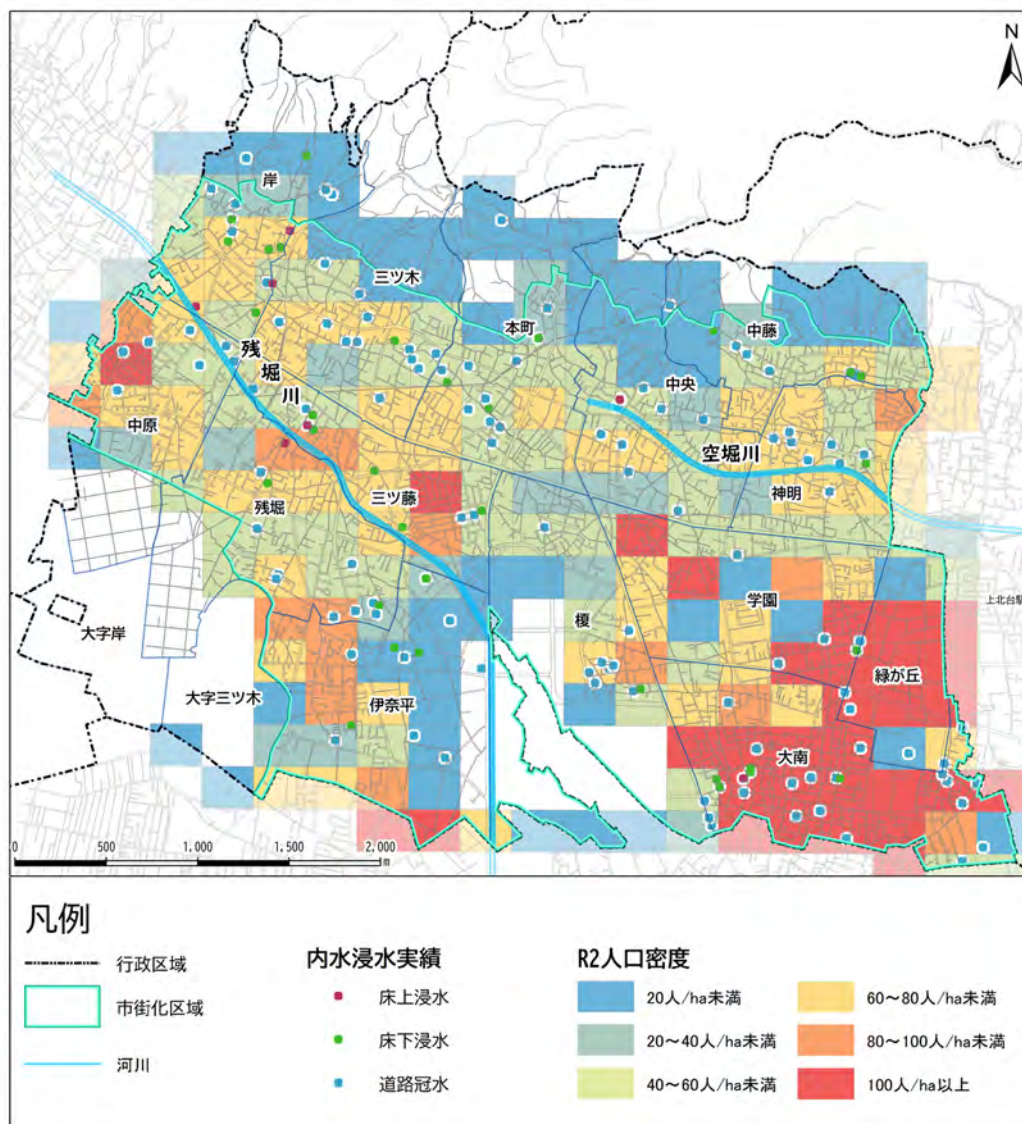 N
岸
三ツ木
本町
中藤
残堀川
中央
中原
空堀川
残堀
三ツ藤
神明
榎
学園
上北台駅
大字岸
緑が丘
大字三ツ木
伊奈平
大南
0 500 1,000 1,500 2,000
m
凡例
行政区域
市街化区域
河川
内水浸水実績
床上浸水
床下浸水
道路冠水
R2人口密度
20人/ha未満
20～40人/ha未満
40～60人/ha未満
60～80人/ha未満
80～100人/ha未満
100人/ha以上